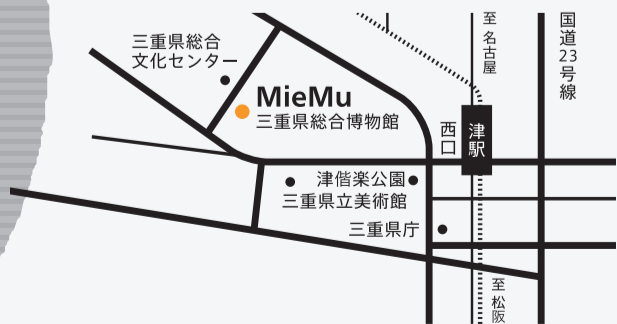 三重県総合
文化センター
MieMu
三重県総合博物館
至 名古屋
国道23号線
西口
津駅
津偕楽公園
三重県立美術館
三重県庁
至 松阪